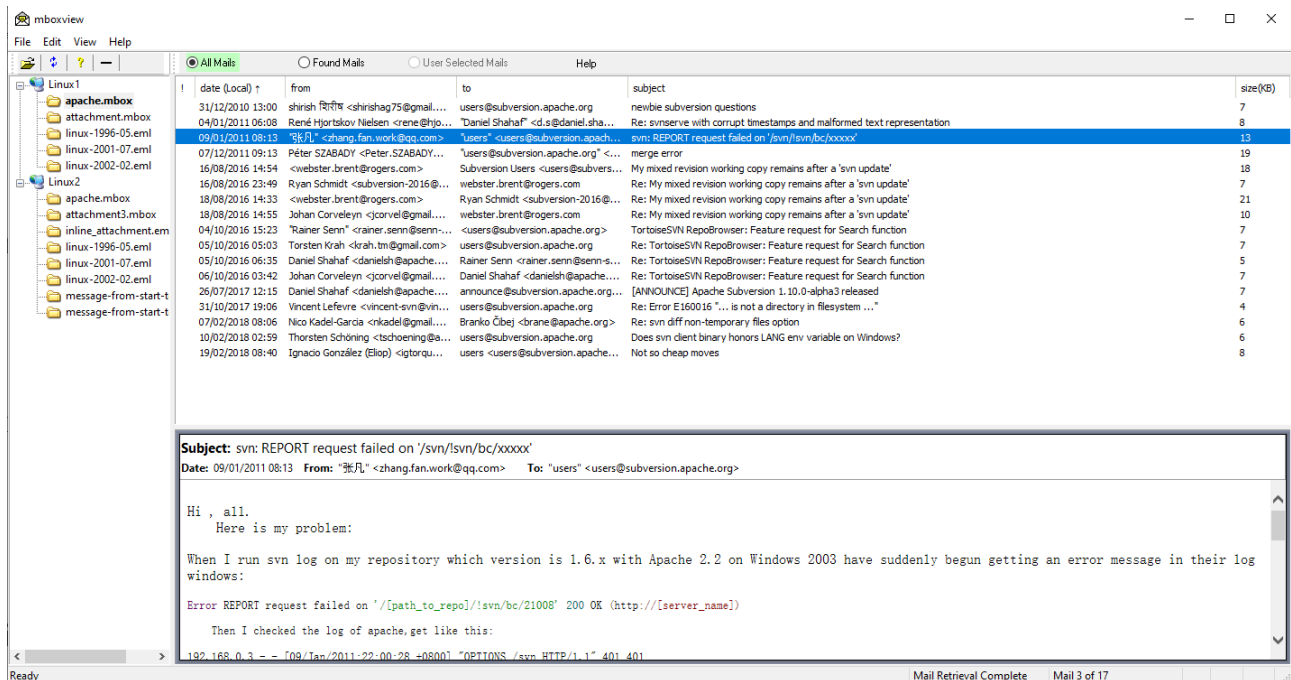 mboxview
File Edit View Help
All Mails Found Mails User Selected Mails Help
Linux1
apache.mbox
attachment.mbox
linux-1996-05.eml
linux-2001-07.eml
linux-2002-02.eml
Linux2
apache.mbox
attachment3.mbox
inline_attachment.em
linux-1996-05.eml
linux-2001-07.eml
linux-2002-02.eml
message-from-start-t
message-from-start-t
! date (Local) ↑ from to subject size(KB)
31/12/2010 13:00 shirish शिरीष <shirishag75@gmail.... users@subversion.apache.org newbie subversion questions 7
04/01/2011 06:08 René Hjortskov Nielsen <rene@hjo... "Daniel Shahaf" <d.s@daniel.sha... Re: svnserve with corrupt timestamps and malformed text representation 8
09/01/2011 08:13 "张凡" <zhang.fan.work@qq.com> "users" <users@subversion.apach... svn: REPORT request failed on '/svn/!svn/bc/xxxxx' 13
07/12/2011 09:13 Péter SZABADY <Peter.SZABADY... "users@subversion.apache.org" <... merge error 19
16/08/2016 14:54 <webster.brent@rogers.com> Subversion Users <users@subvers... My mixed revision working copy remains after a 'svn update' 18
16/08/2016 23:49 Ryan Schmidt <subversion-2016@... webster.brent@rogers.com Re: My mixed revision working copy remains after a 'svn update' 7
18/08/2016 14:33 <webster.brent@rogers.com> Ryan Schmidt <subversion-2016@... Re: My mixed revision working copy remains after a 'svn update' 21
18/08/2016 14:55 Johan Corveleyn <jcorvel@gmail.... webster.brent@rogers.com Re: My mixed revision working copy remains after a 'svn update' 10
04/10/2016 15:23 "Rainer Senn" <rainer.senn@senn-... <users@subversion.apache.org> TortoiseSVN RepoBrowser: Feature request for Search function 7
05/10/2016 05:03 Torsten Krah <krah.tm@gmail.com> users@subversion.apache.org Re: TortoiseSVN RepoBrowser: Feature request for Search function 7
05/10/2016 06:35 Daniel Shahaf <danielsh@apache.... Rainer Senn <rainer.senn@senn-s... Re: TortoiseSVN RepoBrowser: Feature request for Search function 5
06/10/2016 03:42 Johan Corveleyn <jcorvel@gmail.... Daniel Shahaf <danielsh@apache.... Re: TortoiseSVN RepoBrowser: Feature request for Search function 7
26/07/2017 12:15 Daniel Shahaf <danielsh@apache.... announce@subversion.apache.org... [ANNOUNCE] Apache Subversion 1.10.0-alpha3 released 7
31/10/2017 19:06 Vincent Lefevre <vincent-svn@vin... users@subversion.apache.org Re: Error E160016 "... is not a directory in filesystem ..." 4
07/02/2018 08:06 Nico Kadel-Garcia <nkadel@gmail.... Branko Čibej <brane@apache.org> Re: svn diff non-temporary files option 6
10/02/2018 02:59 Thorsten Schöning <tschoening@a... users@subversion.apache.org Does svn client binary honors LANG env variable on Windows? 6
19/02/2018 08:40 Ignacio González (Eliop) <igtorqu... users <users@subversion.apache... Not so cheap moves 8
Subject: svn: REPORT request failed on '/svn/!svn/bc/xxxxx'
Date: 09/01/2011 08:13 From: "张凡" <zhang.fan.work@qq.com> To: "users" <users@subversion.apache.org>
Hi , all.
Here is my problem:
When I run svn log on my repository which version is 1.6.x with Apache 2.2 on Windows 2003 have suddenly begun getting an error message in their log
windows:
Error REPORT request failed on '/[path_to_repo]/!svn/bc/21008' 200 OK (http://[server_name])
Then I checked the log of apache,get like this:
192.168.0.3 - - [09/Jan/2011:22:00:28 +0800] "OPTIONS /svn HTTP/1.1" 401 401
Ready Mail Retrieval Complete Mail 3 of 17